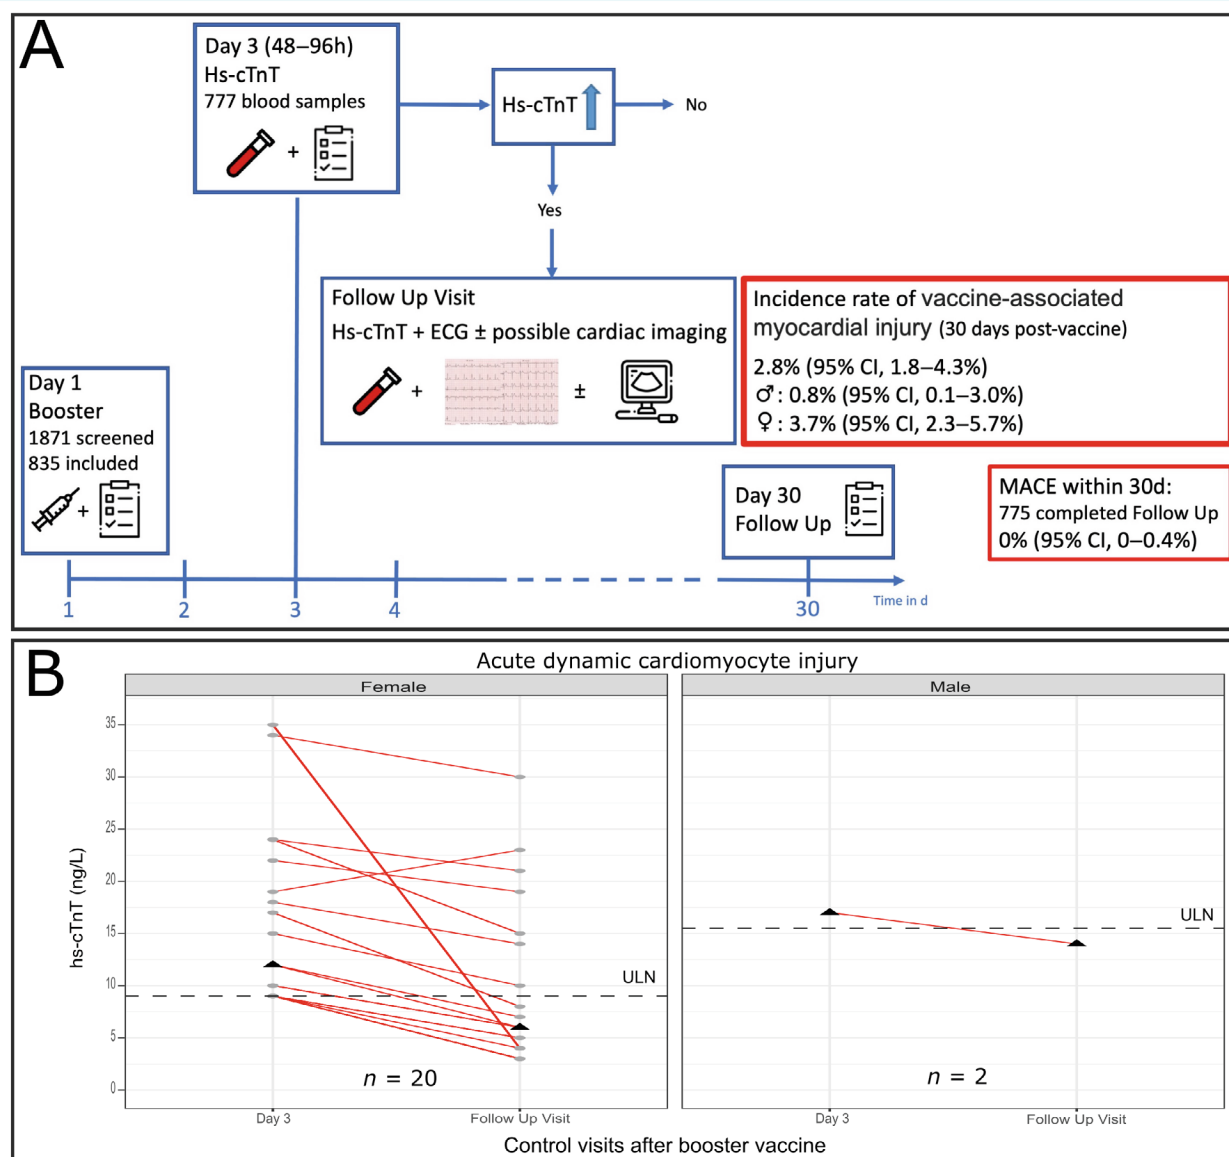 A
Day 3 (48–96h)
Hs-cTnT
777 blood samples
+
Hs-cTnT
No
Yes
Follow Up Visit
Hs-cTnT + ECG ± possible cardiac imaging
+
±
Incidence rate of vaccine-associated
myocardial injury (30 days post-vaccine)
2.8% (95% CI, 1.8–4.3%)
♂: 0.8% (95% CI, 0.1–3.0%)
♀: 3.7% (95% CI, 2.3–5.7%)
Day 1
Booster
1871 screened
835 included
+
Day 30
Follow Up
MACE within 30d:
775 completed Follow Up
0% (95% CI, 0–0.4%)
1
2
3
4
30
Time in d
B
Acute dynamic cardiomyocyte injury
Female
Male
hs-cTnT (ng/L)
35
30
25
20
15
10
5
0
ULN
ULN
n = 20
n = 2
Day 3
Follow Up Visit
Day 3
Follow Up Visit
Control visits after booster vaccine